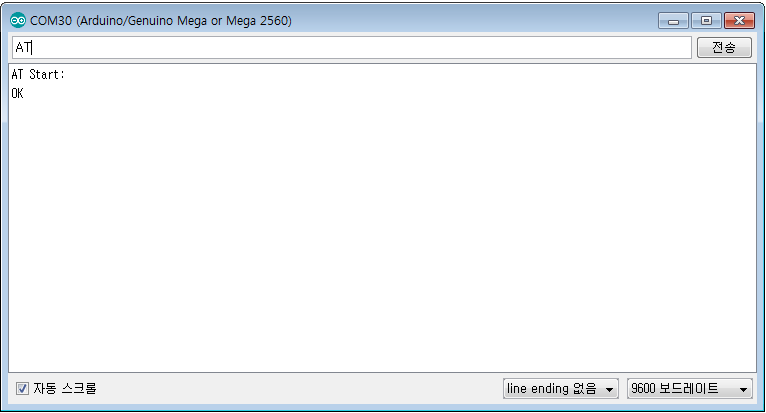 COM30 (Arduino/Genuino Mega or Mega 2560)
AT
전송
AT Start:
OK
자동 스크롤
line ending 없음
9600 보드레이트